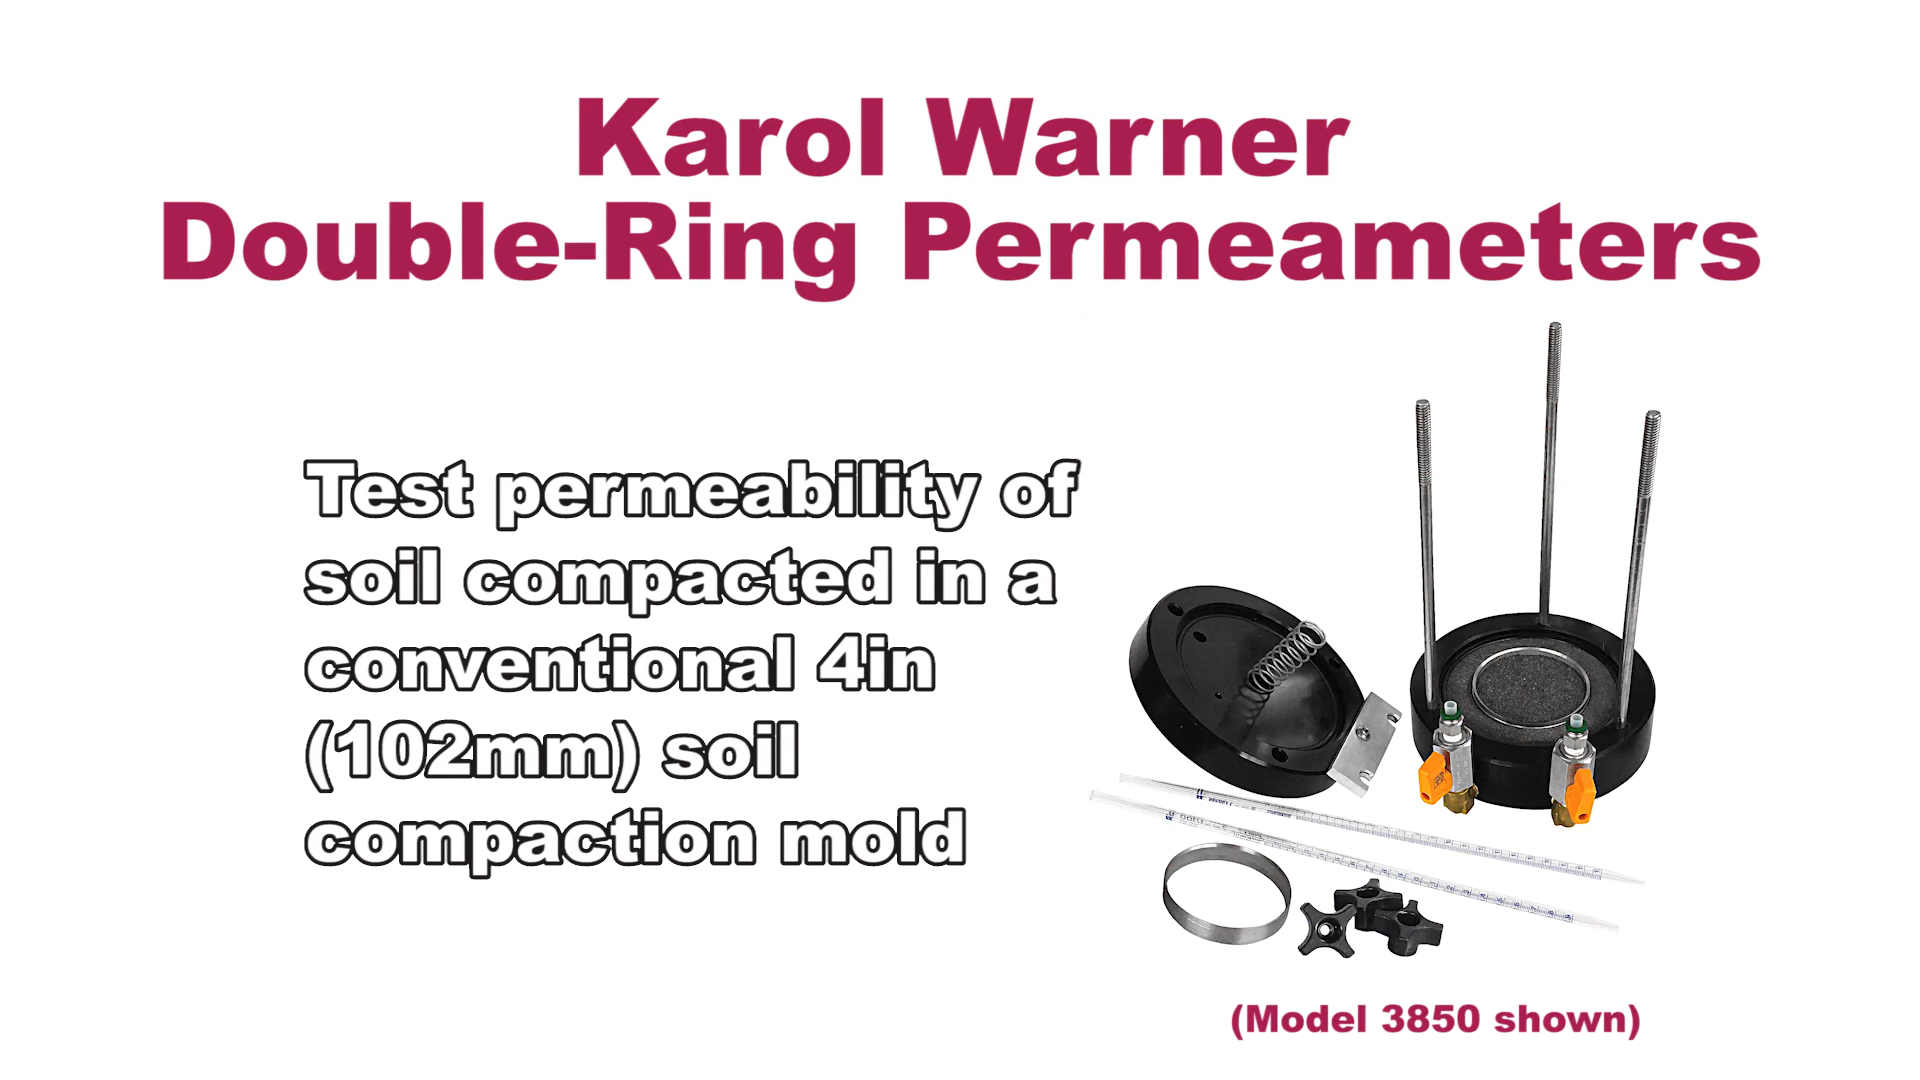 Karol Warner
Double-Ring Permeameters
Test permeability of
soil compacted in a
conventional 4in
(102mm) soil
compaction mold
(Model 3850 shown)